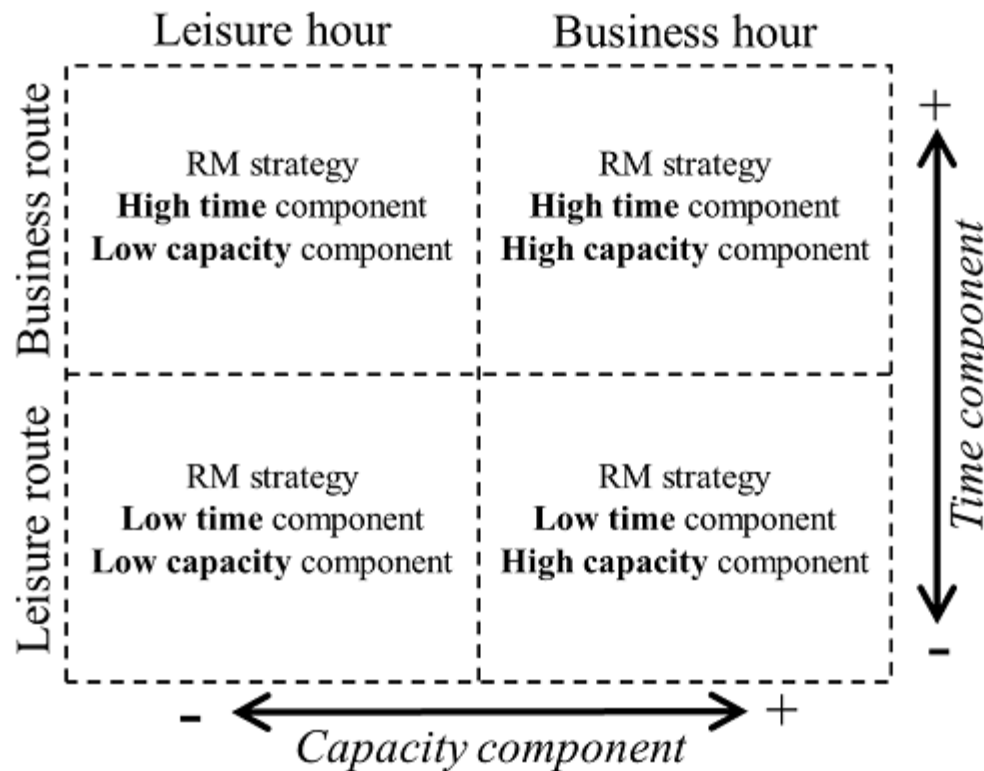 Leisure hour
Business hour
Business route
RM strategy
High time component
Low capacity component
RM strategy
High time component
High capacity component
+
Time component
Leisure route
RM strategy
Low time component
Low capacity component
RM strategy
Low time component
High capacity component
-
-
+
Capacity component